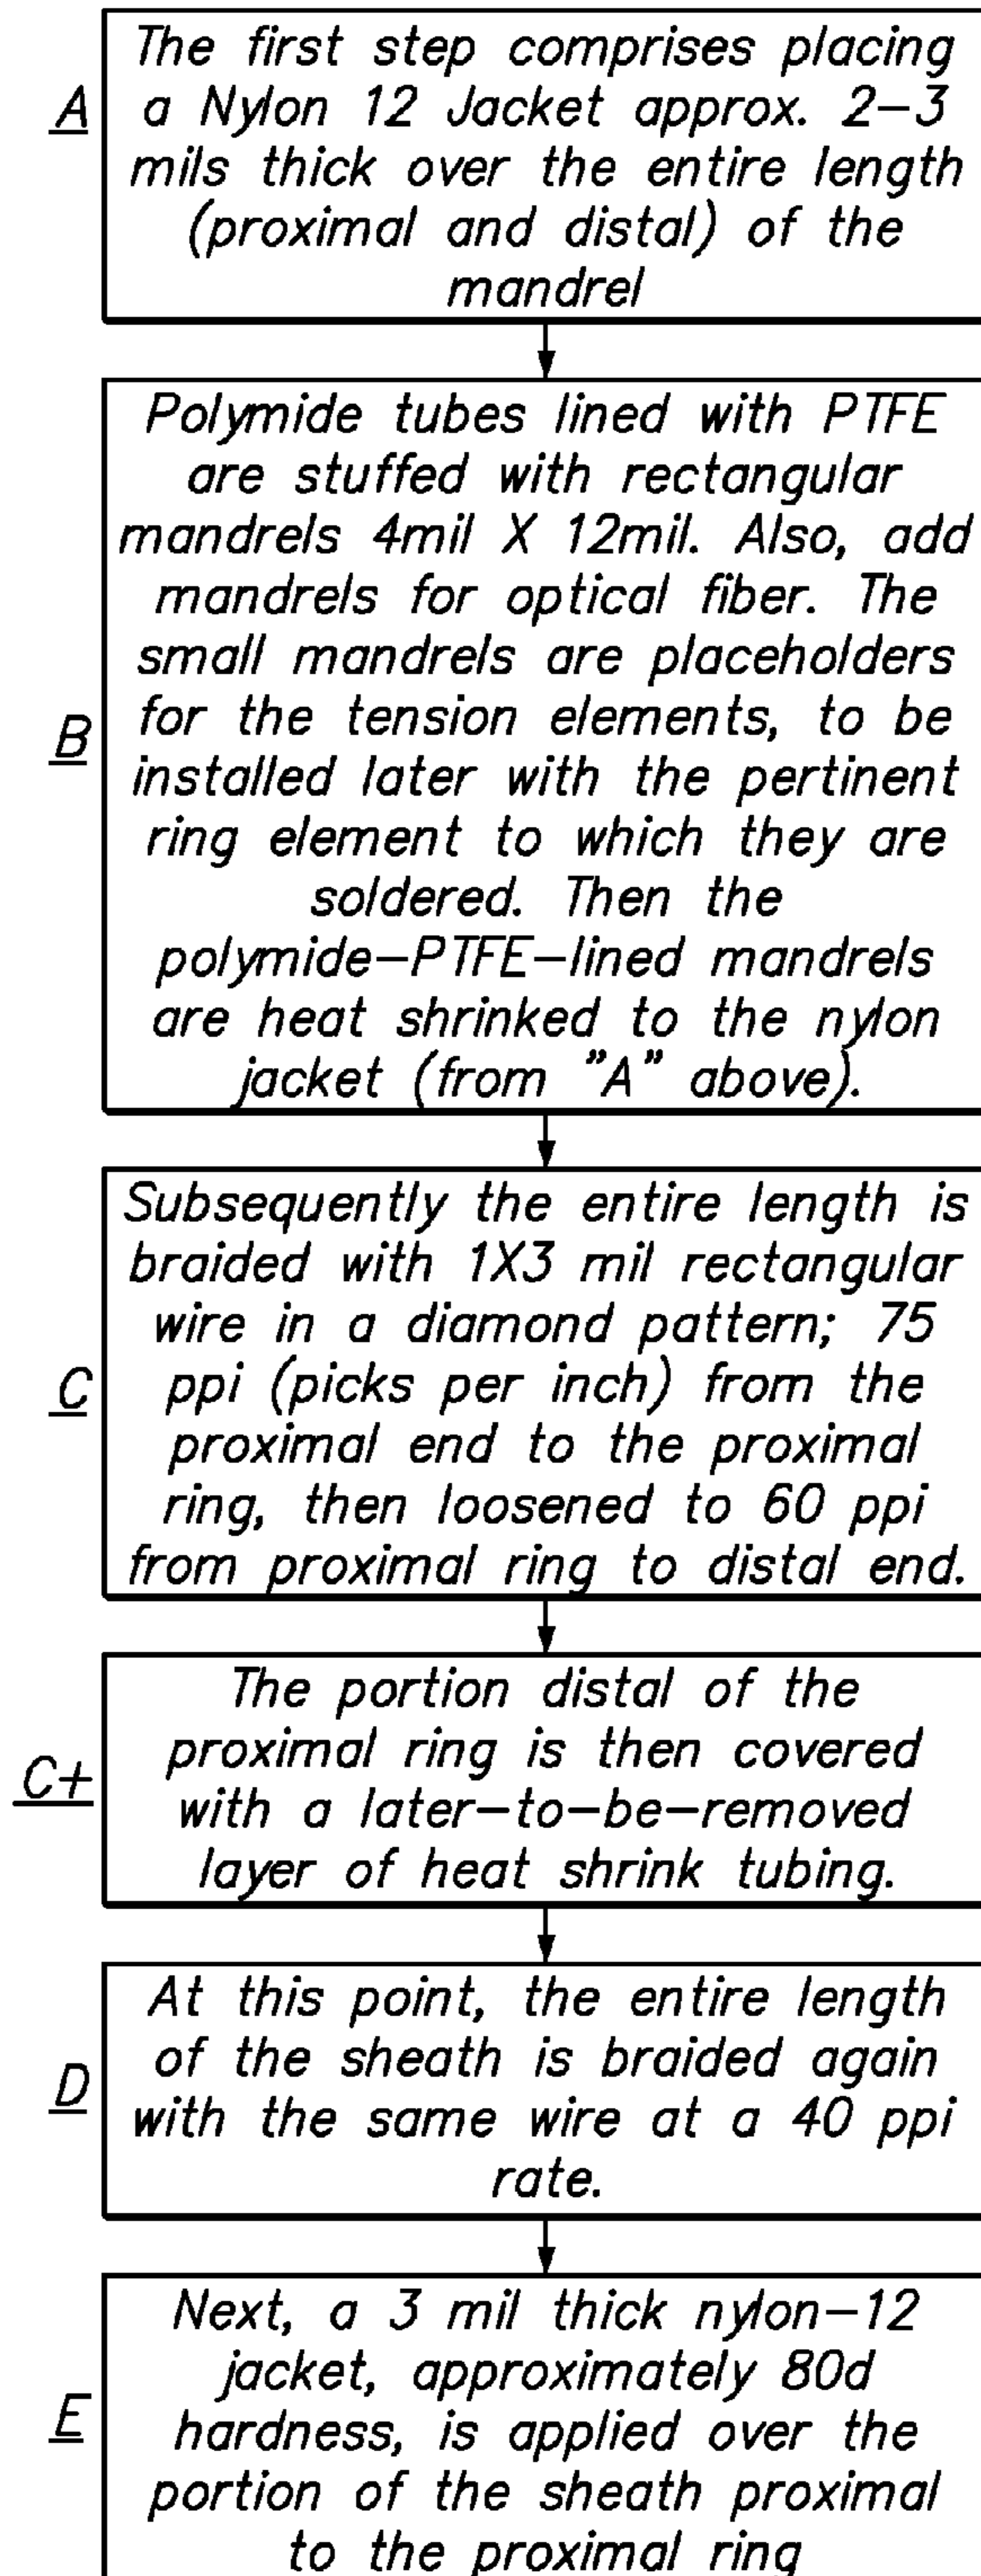 A
The first step comprises placing
a Nylon 12 Jacket approx. 2-3
mils thick over the entire length
(proximal and distal) of the
mandrel
B
Polymide tubes lined with PTFE
are stuffed with rectangular
mandrels 4mil X 12mil. Also, add
mandrels for optical fiber. The
small mandrels are placeholders
for the tension elements, to be
installed later with the pertinent
ring element to which they are
soldered. Then the
polymide-PTFE-lined mandrels
are heat shrinked to the nylon
jacket (from "A" above).
C
Subsequently the entire length is
braided with 1X3 mil rectangular
wire in a diamond pattern; 75
ppi (picks per inch) from the
proximal end to the proximal
ring, then loosened to 60 ppi
from proximal ring to distal end.
C+
The portion distal of the
proximal ring is then covered
with a later-to-be-removed
layer of heat shrink tubing.
D
At this point, the entire length
of the sheath is braided again
with the same wire at a 40 ppi
rate.
E
Next, a 3 mil thick nylon-12
jacket, approximately 80d
hardness, is applied over the
portion of the sheath proximal
to the proximal ring